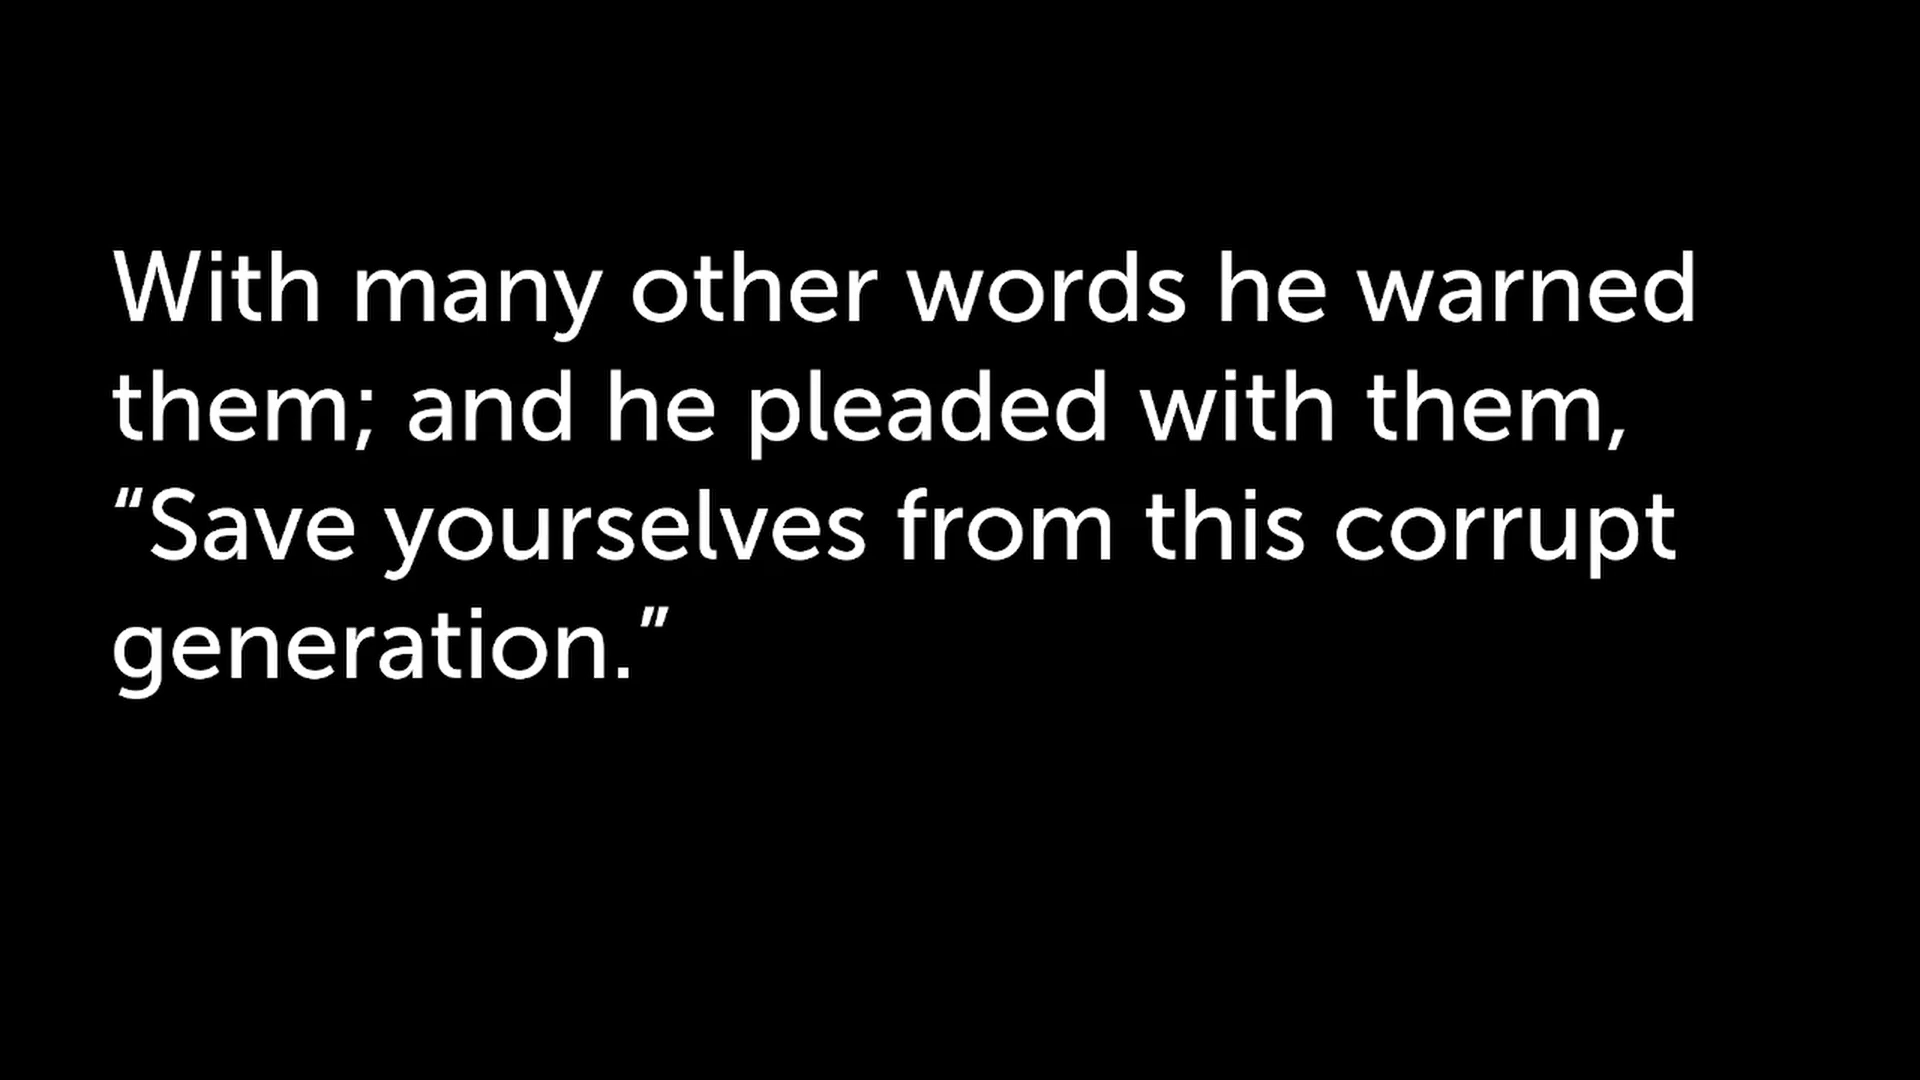 With many other words he warned
them; and he pleaded with them,
“Save yourselves from this corrupt
generation.”